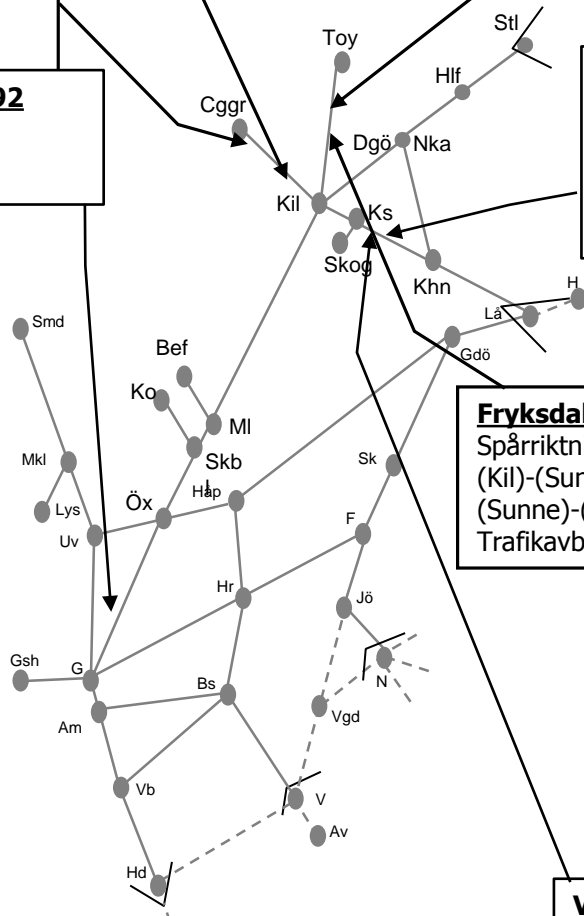 Stl
Toy
Hlf
92
Cggr
Dgö Nka
Kil
Ks
Skog
Khn
H
Lå
Smd
Gdö
Bef
Ko
Ml
Fryksdal
Spårriktn
(Kil)-(Sun
(Sunne)-(
Trafikavb
Mkl
Skb
Sk
L
Håp
Lys
Öx
Uv
F
Hr
Jö
Gsh
G
Bs
N
Am
Vgd
Vb
V
Av
Hd
V